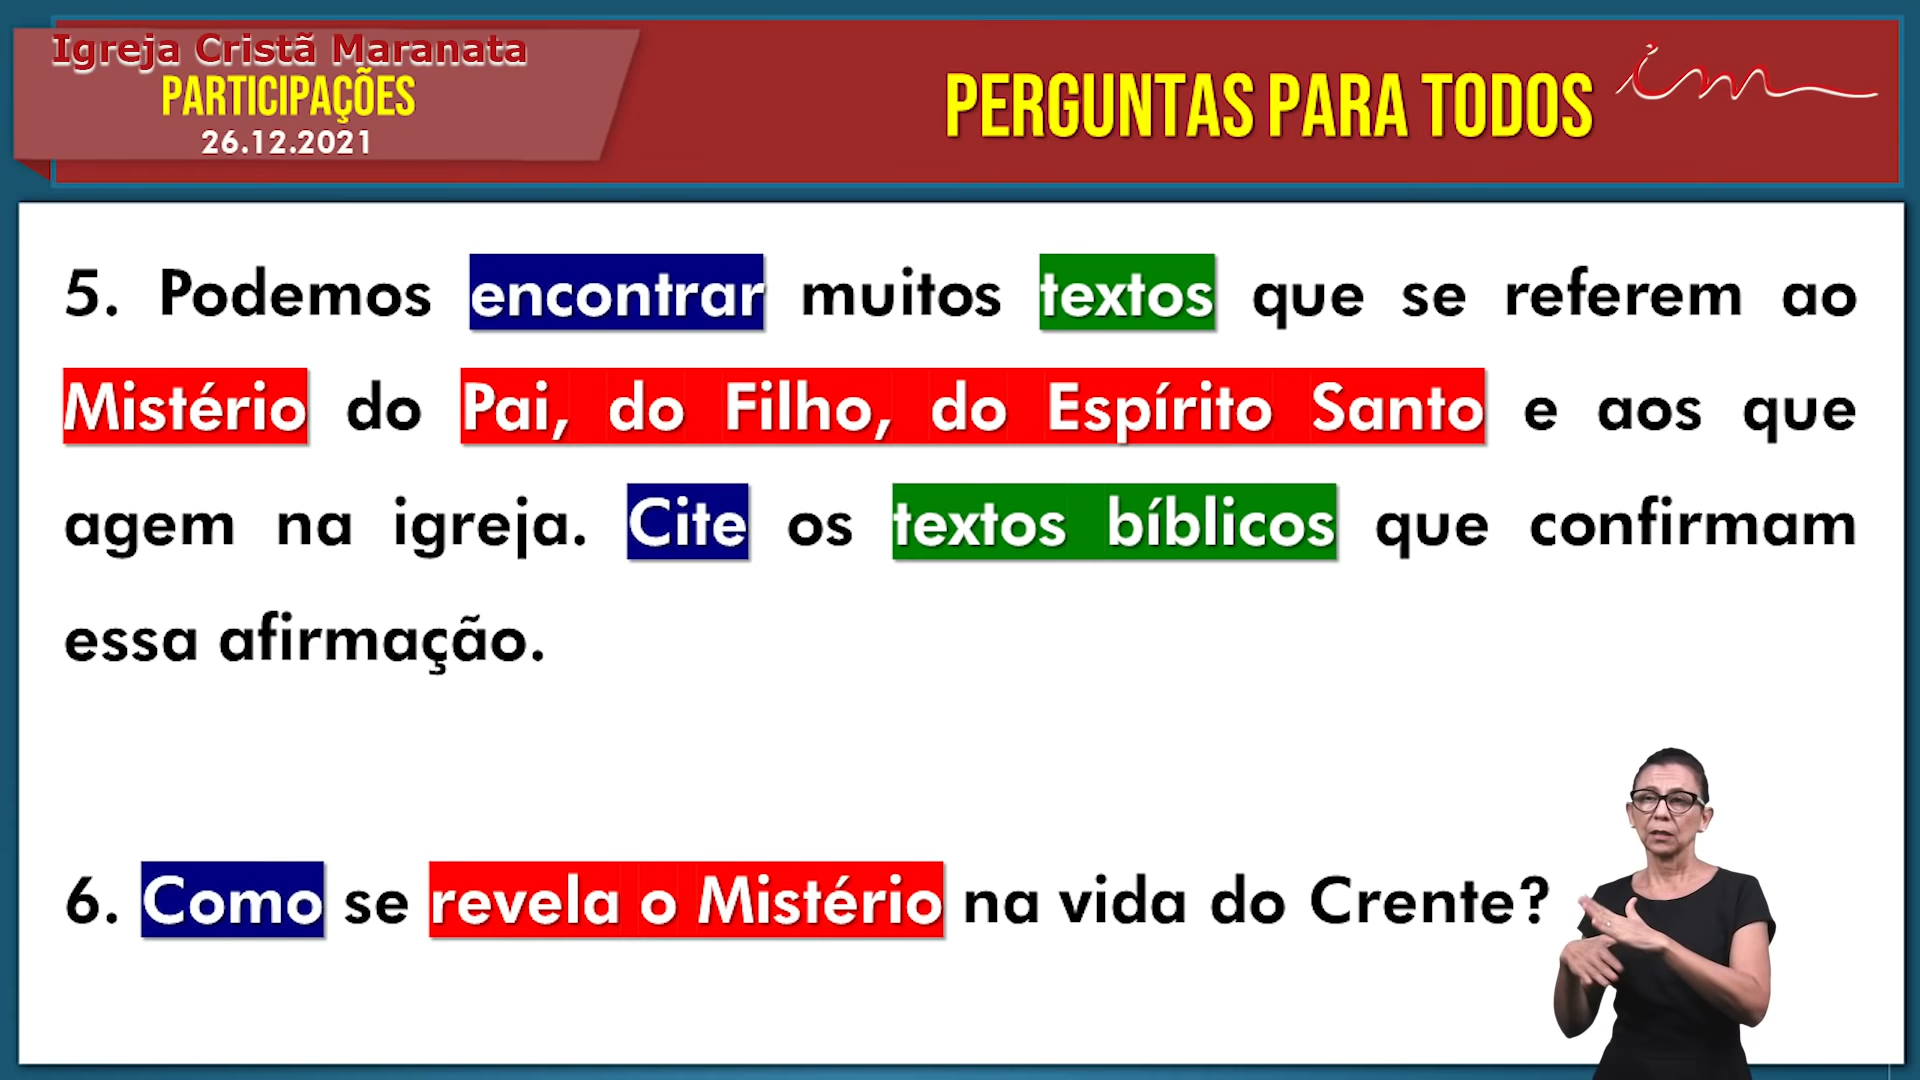 Igreja Cristã Maranata
PARTICIPAÇÕES
26.12.2021
PERGUNTAS PARA TODOS
im
5. Podemos encontrar muitos textos que se referem ao
Mistério do Pai, do Filho, do Espírito Santo e aos que
agem na igreja. Cite os textos bíblicos que confirmam
essa afirmação.
6. Como se revela o Mistério na vida do Crente?